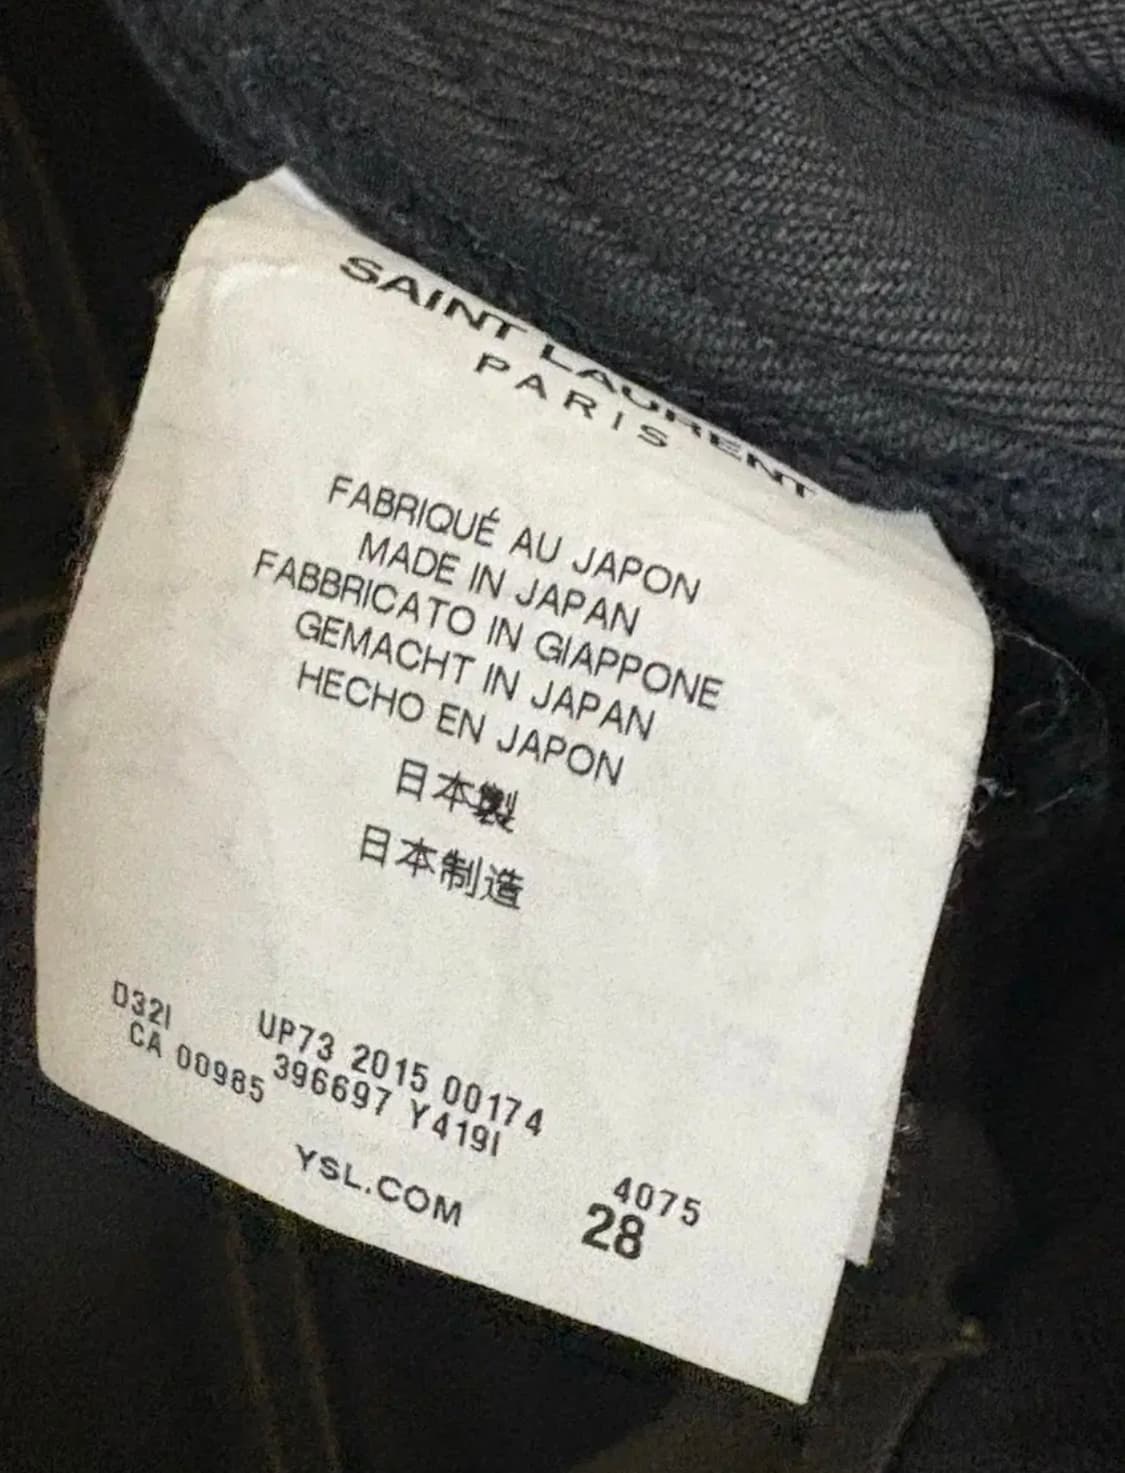 SAINT LAURENT
PARIS
FABRIQUÉ AU JAPON
MADE IN JAPAN
FABBRICATO IN GIAPPONE
GEMACHT IN JAPAN
HECHO EN JAPON
日本製
日本制造
D321 UP73 2015 00174
CA 00985 396697 Y419I 4075
YSL.COM 28